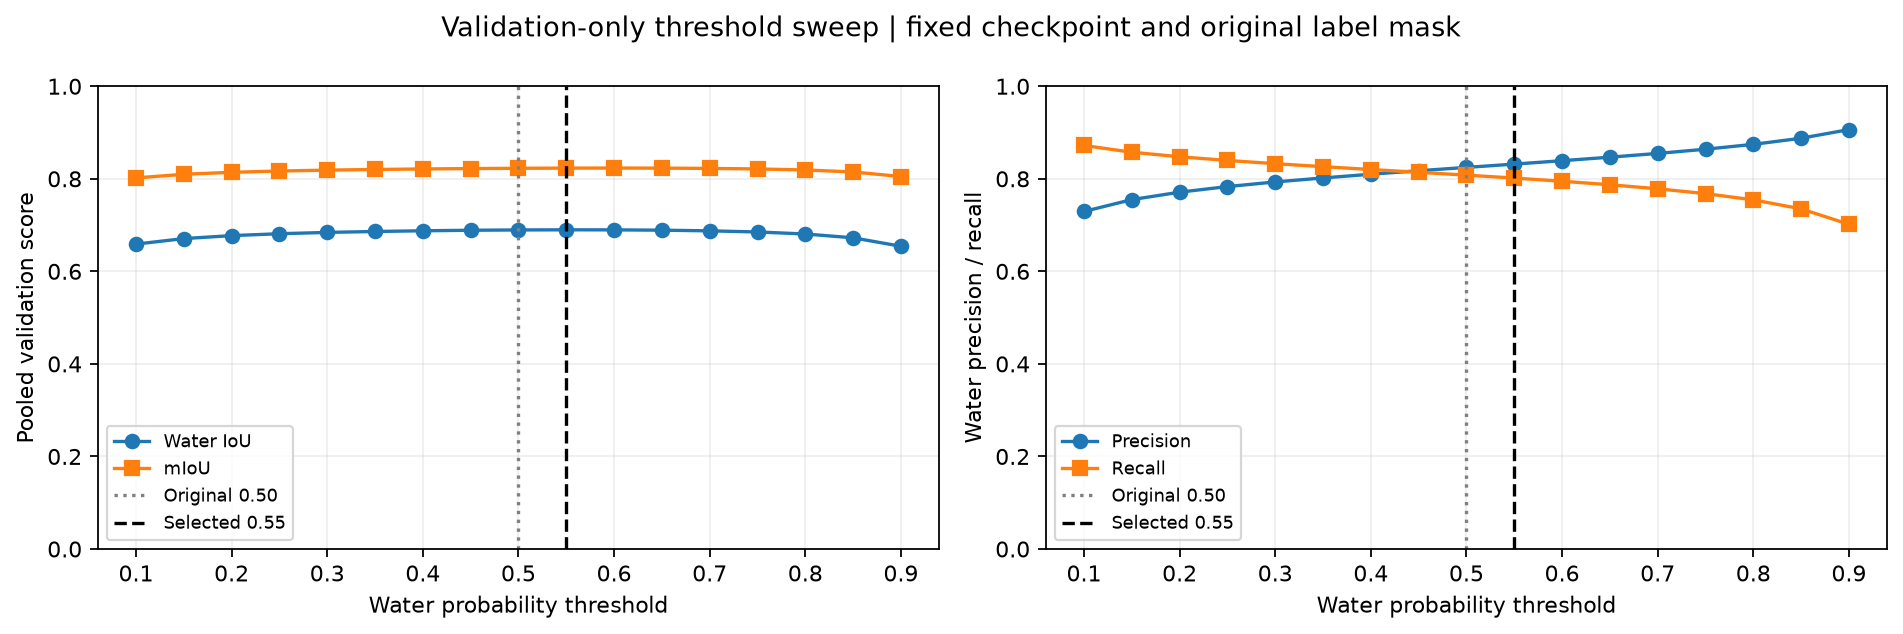 Validation-only threshold sweep | fixed checkpoint and original label mask
Pooled validation score
1.0
0.8
0.6
0.4
0.2
0.0
Water IoU
mIoU
Original 0.50
Selected 0.55
0.1 0.2 0.3 0.4 0.5 0.6 0.7 0.8 0.9
Water probability threshold
Water precision / recall
1.0
0.8
0.6
0.4
0.2
0.0
Precision
Recall
Original 0.50
Selected 0.55
0.1 0.2 0.3 0.4 0.5 0.6 0.7 0.8 0.9
Water probability threshold